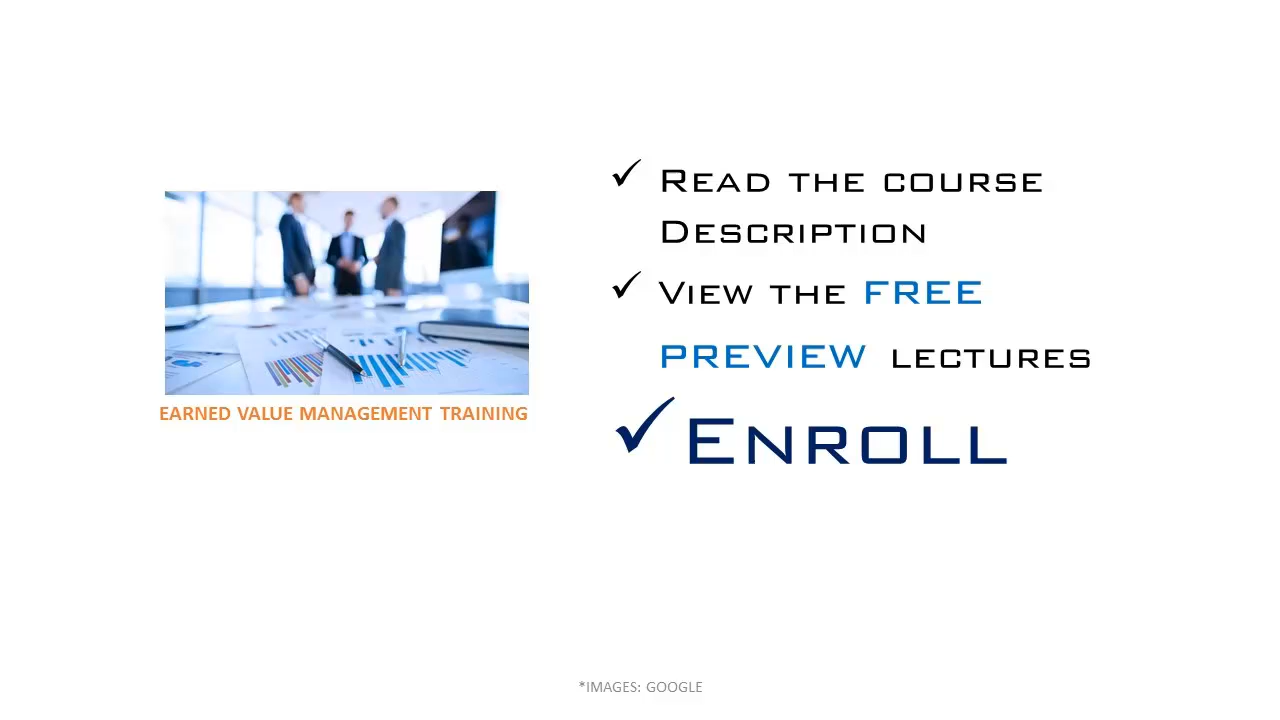 ✓ READ THE COURSE
DESCRIPTION
✓ VIEW THE FREE
PREVIEW LECTURES
✓ ENROLL
EARNED VALUE MANAGEMENT TRAINING
*IMAGES: GOOGLE